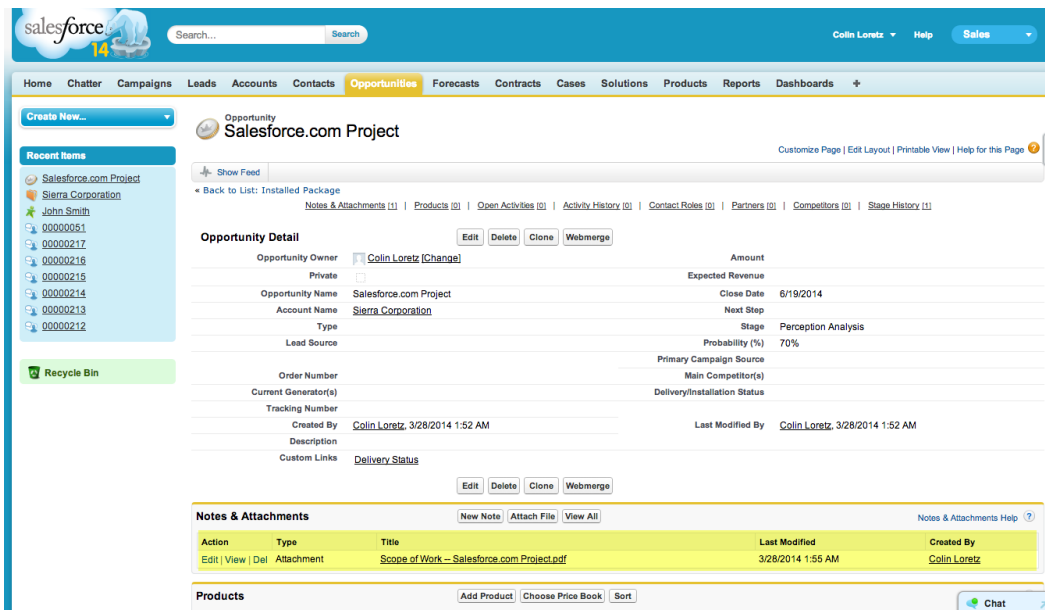 salesforce
14
Search... Search
Colin Loretz Help Sales
Home Chatter Campaigns Leads Accounts Contacts Opportunities Forecasts Contracts Cases Solutions Products Reports Dashboards +
Create New...
Recent Items
Salesforce.com Project
Sierra Corporation
John Smith
00000051
00000217
00000216
00000215
00000214
00000213
00000212
Recycle Bin
Opportunity
Salesforce.com Project
Customize Page | Edit Layout | Printable View | Help for this Page ?
Show Feed
« Back to List: Installed Package
Notes & Attachments [1] | Products [0] | Open Activities [0] | Activity History [0] | Contact Roles [0] | Partners [0] | Competitors [0] | Stage History [1]
Opportunity Detail Edit Delete Clone Webmerge
Opportunity Owner Colin Loretz [Change] Amount
Private Expected Revenue
Opportunity Name Salesforce.com Project Close Date 6/19/2014
Account Name Sierra Corporation Next Step
Type Stage Perception Analysis
Lead Source Probability (%) 70%
Primary Campaign Source
Order Number Main Competitor(s)
Current Generator(s) Delivery/Installation Status
Tracking Number
Created By Colin Loretz, 3/28/2014 1:52 AM Last Modified By Colin Loretz, 3/28/2014 1:52 AM
Description
Custom Links Delivery Status
Edit Delete Clone Webmerge
Notes & Attachments New Note Attach File View All Notes & Attachments Help ?
Action Type Title Last Modified Created By
Edit | View | Del Attachment Scope of Work -- Salesforce.com Project.pdf 3/28/2014 1:55 AM Colin Loretz
Products Add Product Choose Price Book Sort
Chat